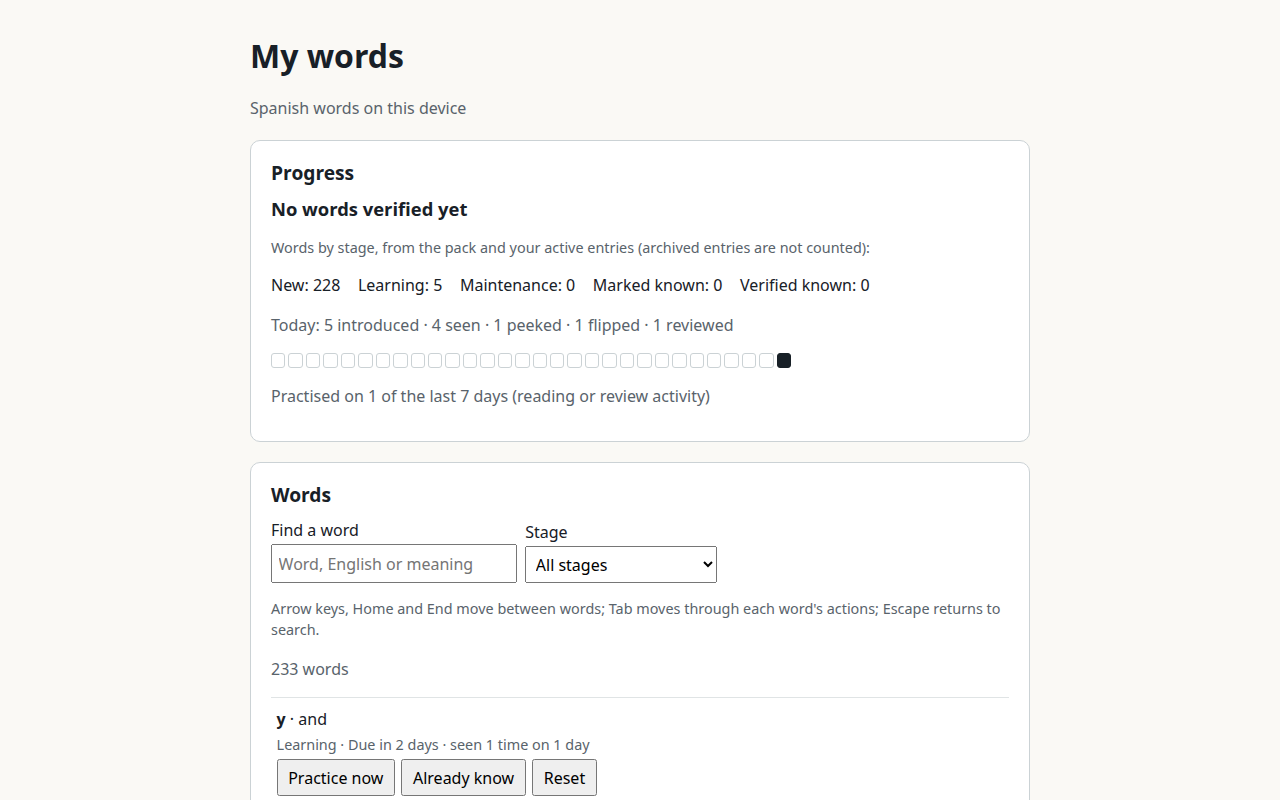 My words
Spanish words on this device
Progress
No words verified yet
Words by stage, from the pack and your active entries (archived entries are not counted):
New: 228 Learning: 5 Maintenance: 0 Marked known: 0 Verified known: 0
Today: 5 introduced · 4 seen · 1 peeked · 1 flipped · 1 reviewed
Practised on 1 of the last 7 days (reading or review activity)
Words
Find a word Stage
Word, English or meaning All stages
Arrow keys, Home and End move between words; Tab moves through each word's actions; Escape returns to
search.
233 words
y · and
Learning · Due in 2 days · seen 1 time on 1 day
Practice now Already know Reset